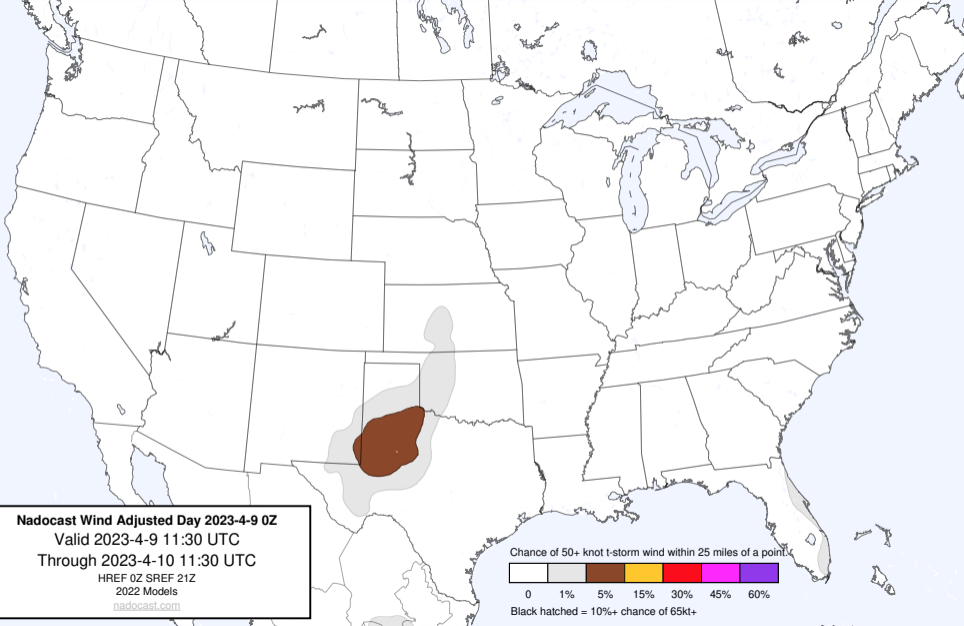 Nadocast Wind Adjusted Day 2023-4-9 0Z
Valid 2023-4-9 11:30 UTC
Through 2023-4-10 11:30 UTC
HREF 0Z SREF 21Z
2022 Models
nadocast.com
Chance of 50+ knot t-storm wind within 25 miles of a point.
0 1% 5% 15% 30% 45% 60%
Black hatched = 10%+ chance of 65kt+